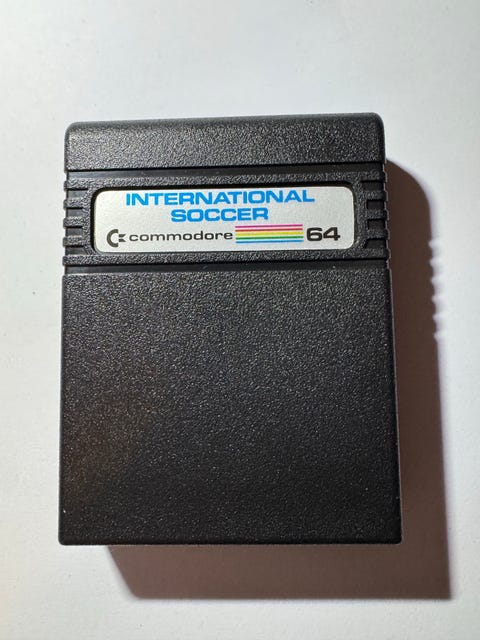 INTERNATIONAL
SOCCER
commodore 64